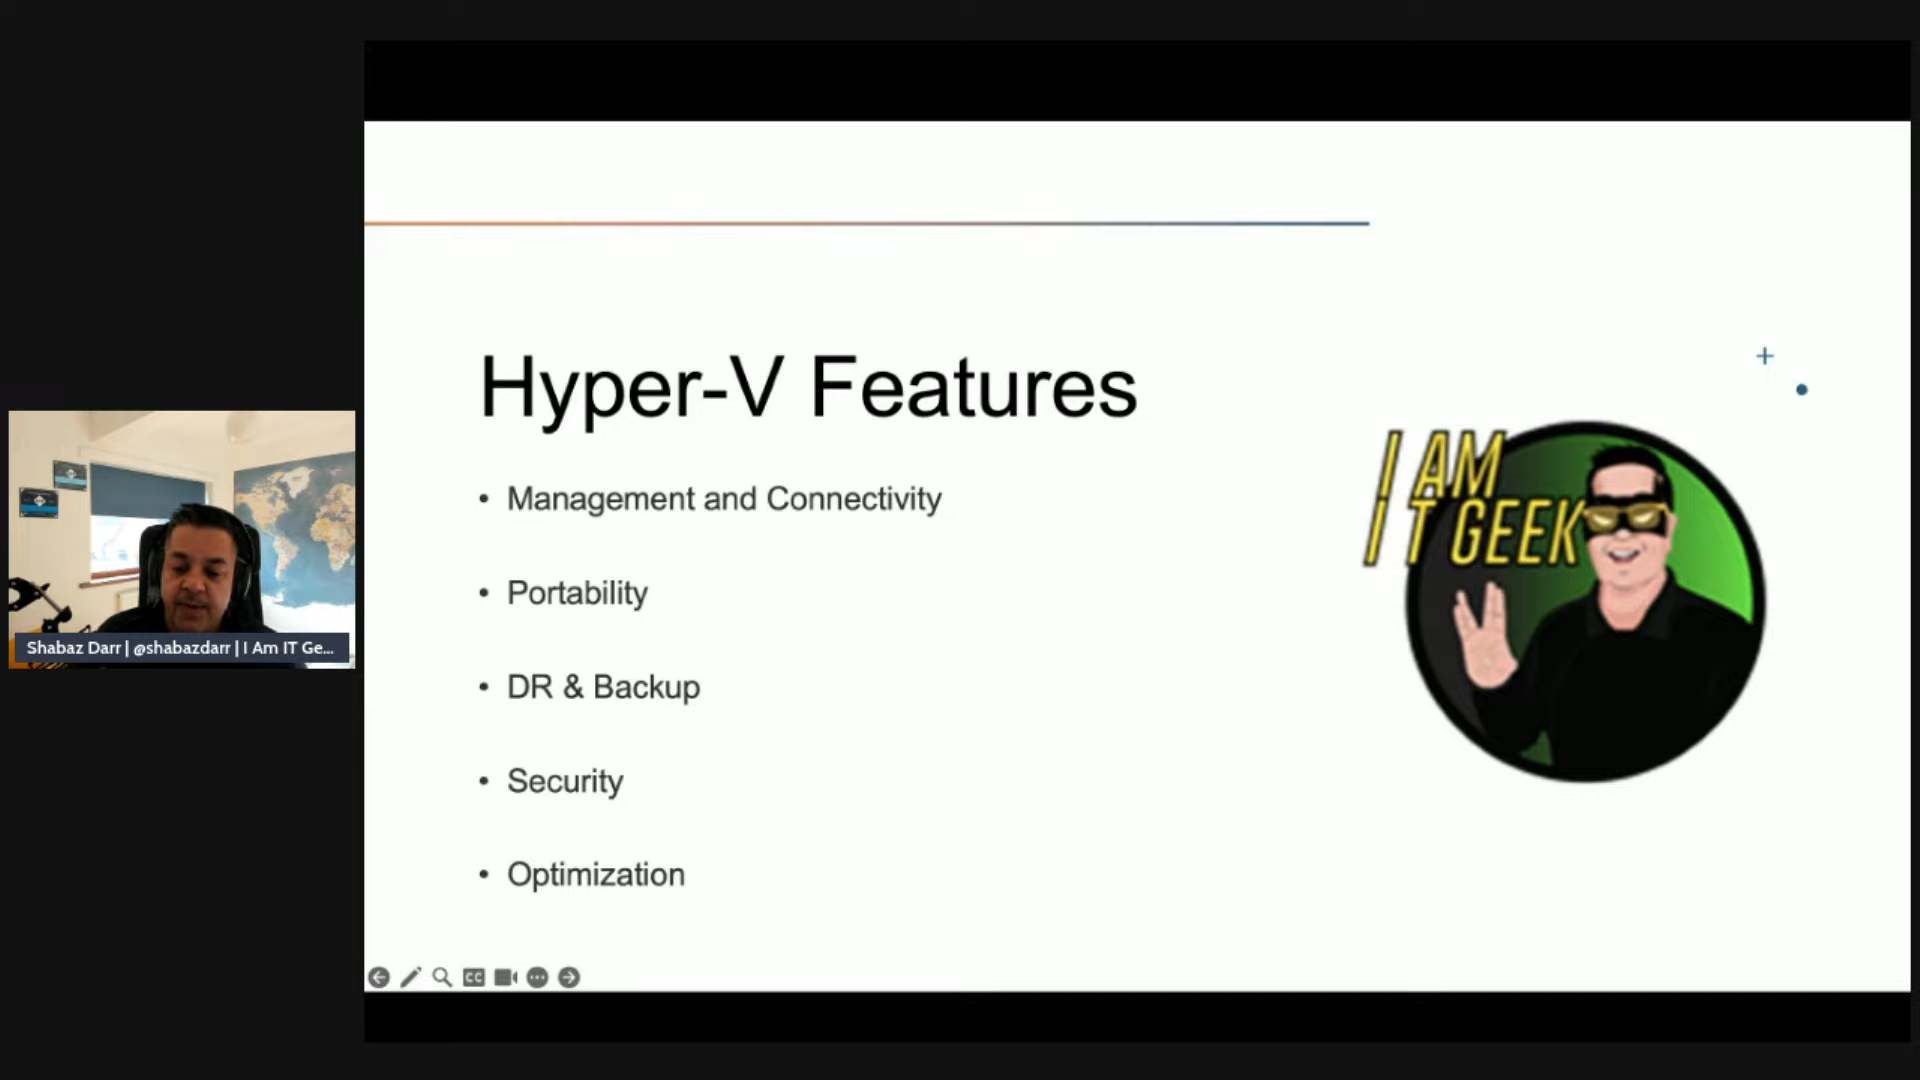 Hyper-V Features
• Management and Connectivity
• Portability
• DR & Backup
• Security
• Optimization
I AM
IT GEEK
Shabaz Darr | @shabazdarr | I Am IT Ge...
CC